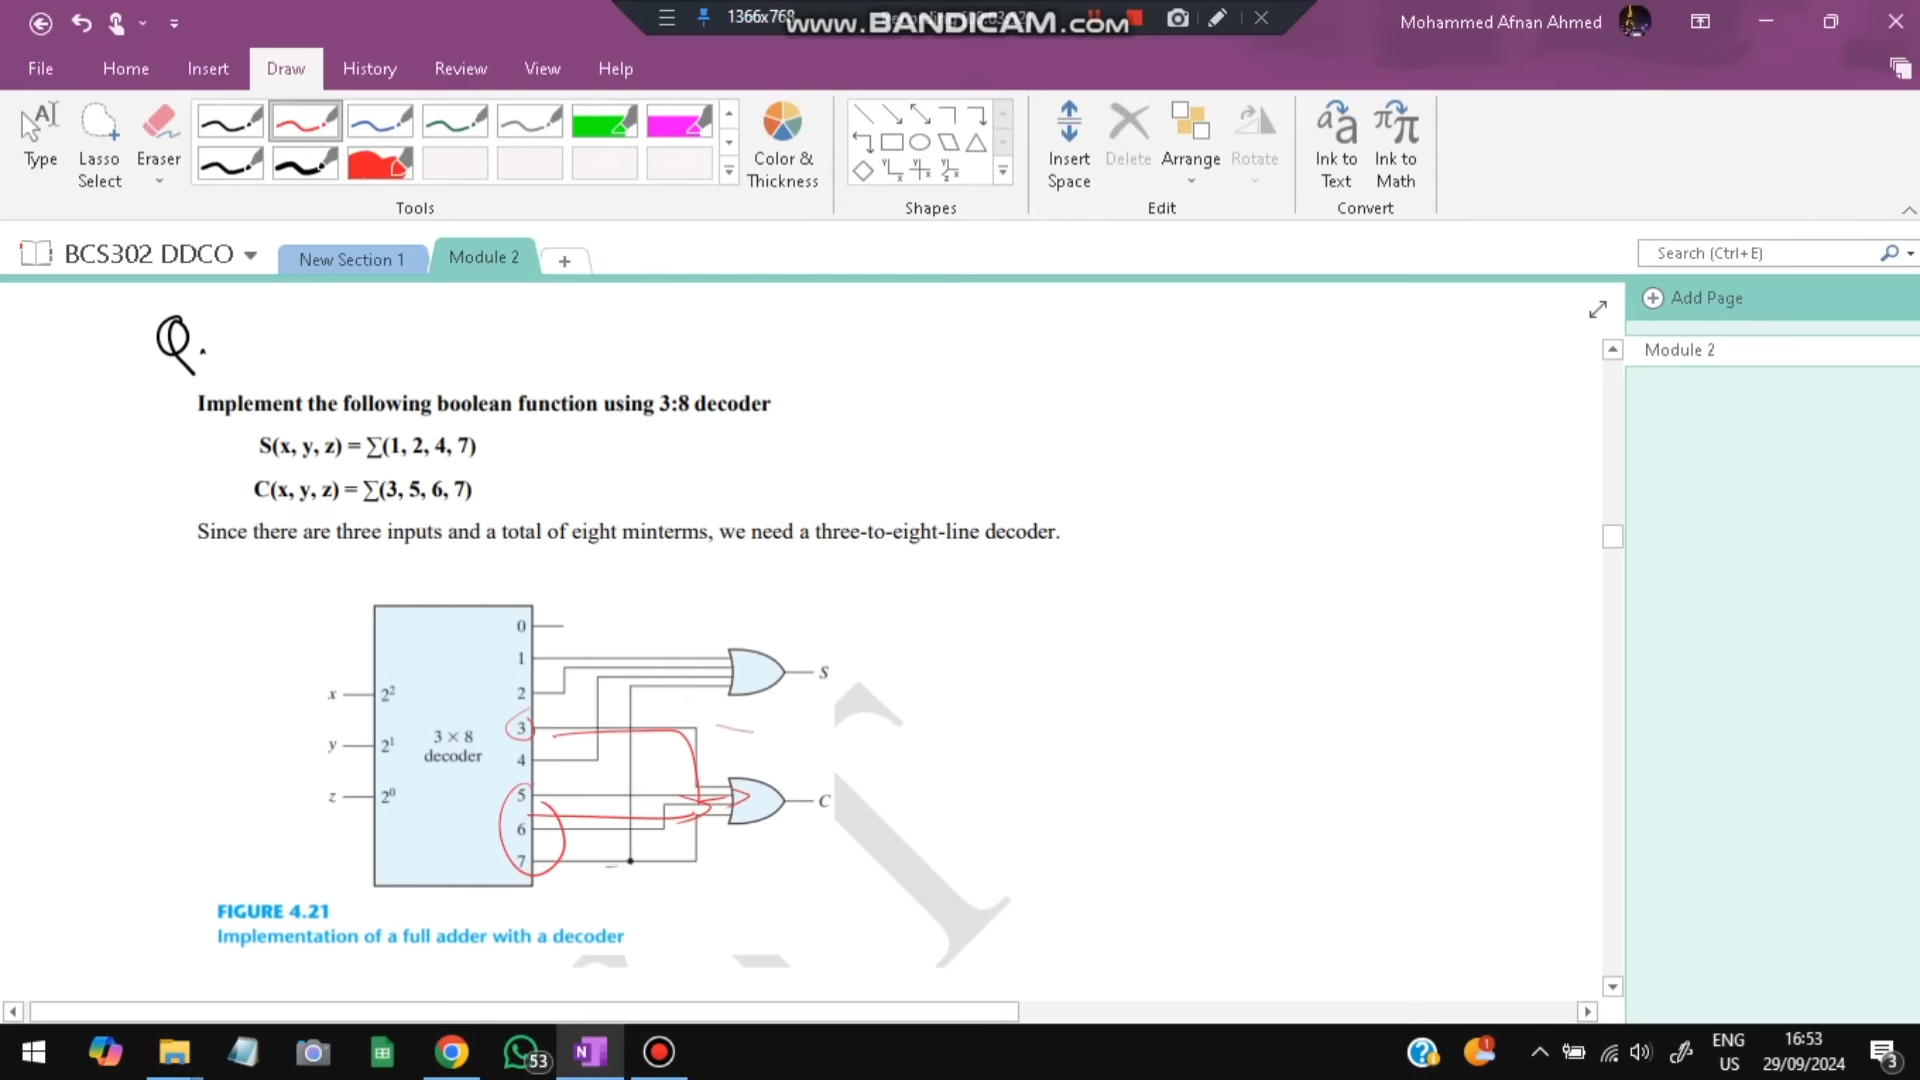 1366x768
www.BANDICAM.com
Mohammed Afnan Ahmed
File Home Insert Draw History Review View Help
Type
Lasso Select
Eraser
Color & Thickness
Insert Space
Delete
Arrange
Rotate
Ink to Text
Ink to Math
Tools
Shapes
Edit
Convert
BCS302 DDCO
New Section 1
Module 2
Search (Ctrl+E)
Add Page
Module 2
Q.
Implement the following boolean function using 3:8 decoder
S(x, y, z) = ∑(1, 2, 4, 7)
C(x, y, z) = ∑(3, 5, 6, 7)
Since there are three inputs and a total of eight minterms, we need a three-to-eight-line decoder.
0
1
S
2
x 2²
3
3 × 8
y 2¹
decoder
4
5
z 2⁰
C
6
7
FIGURE 4.21
Implementation of a full adder with a decoder
53
1
ENG
US
16:53
29/09/2024
3